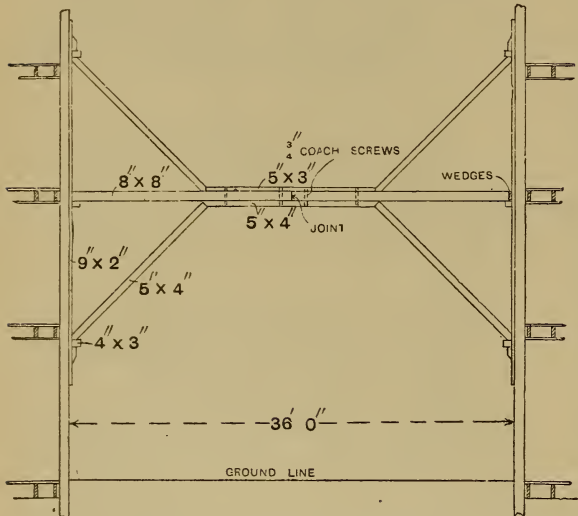 3/4" COACH SCREWS
5" x 3"
8" x 8"
WEDGES
5" x 4"
JOINT
9" x 2"
5" x 4"
4" x 3"
36' 0"
GROUND LINE